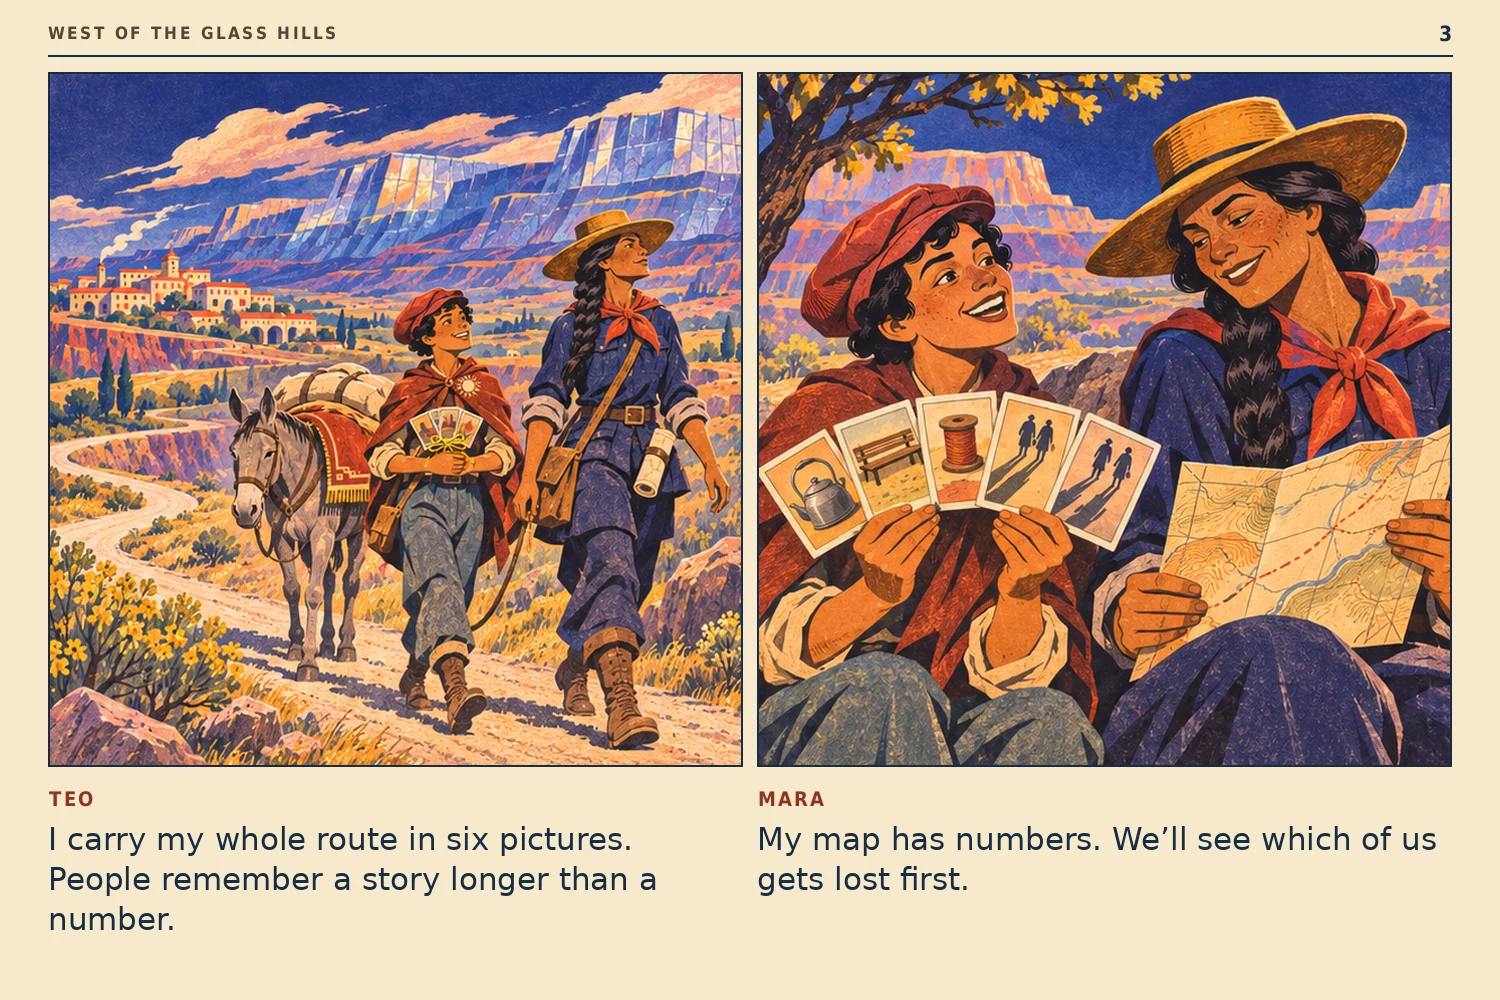 WEST OF THE GLASS HILLS
3
TEO
I carry my whole route in six pictures.
People remember a story longer than a
number.
MARA
My map has numbers. We’ll see which of us
gets lost first.